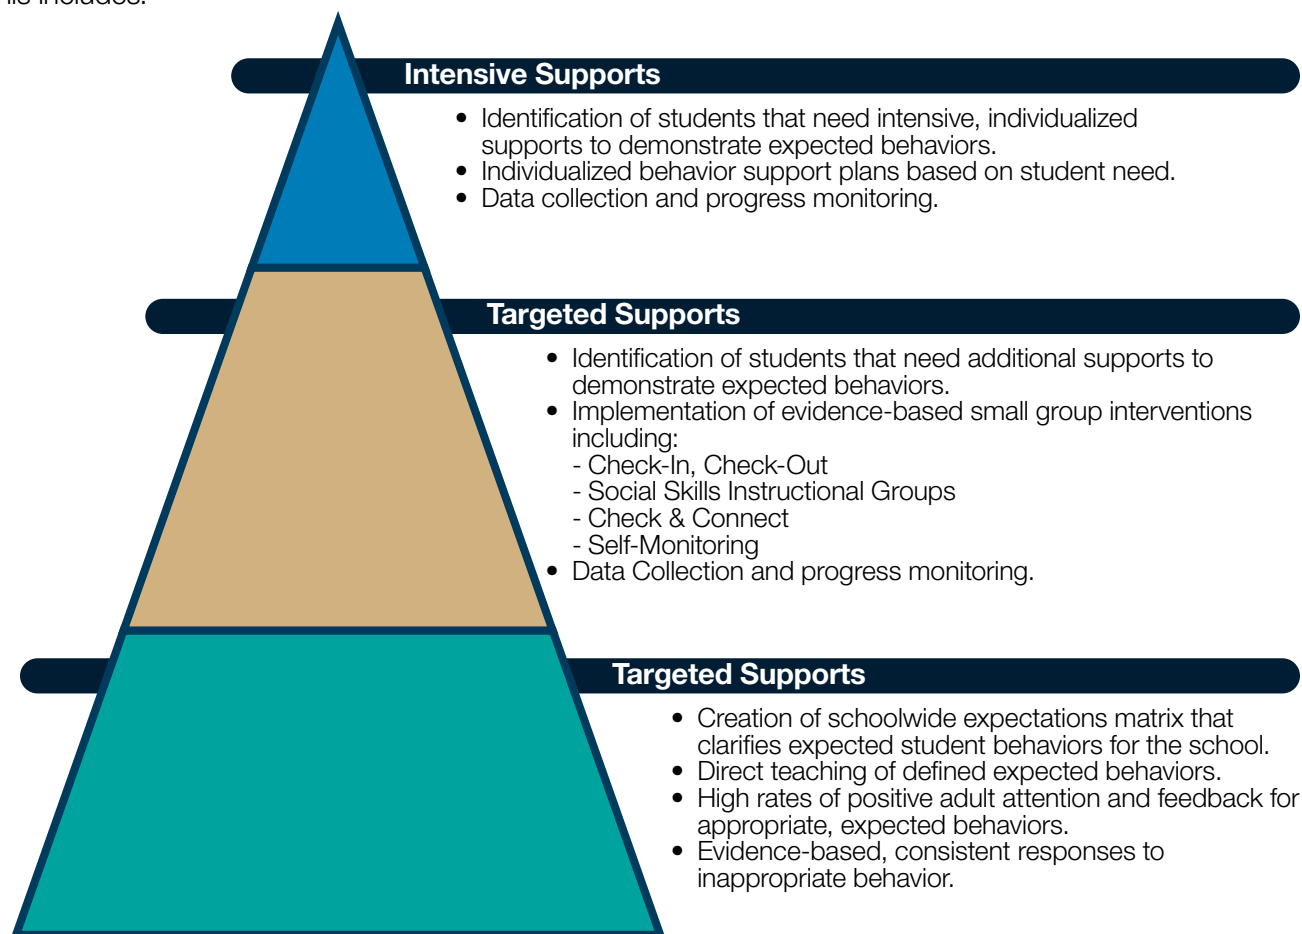 his includes:
Intensive Supports
• Identification of students that need intensive, individualized
supports to demonstrate expected behaviors.
• Individualized behavior support plans based on student need.
• Data collection and progress monitoring.
Targeted Supports
• Identification of students that need additional supports to
demonstrate expected behaviors.
• Implementation of evidence-based small group interventions
including:
- Check-In, Check-Out
- Social Skills Instructional Groups
- Check & Connect
- Self-Monitoring
• Data Collection and progress monitoring.
Targeted Supports
• Creation of schoolwide expectations matrix that
clarifies expected student behaviors for the school.
• Direct teaching of defined expected behaviors.
• High rates of positive adult attention and feedback for
appropriate, expected behaviors.
• Evidence-based, consistent responses to
inappropriate behavior.